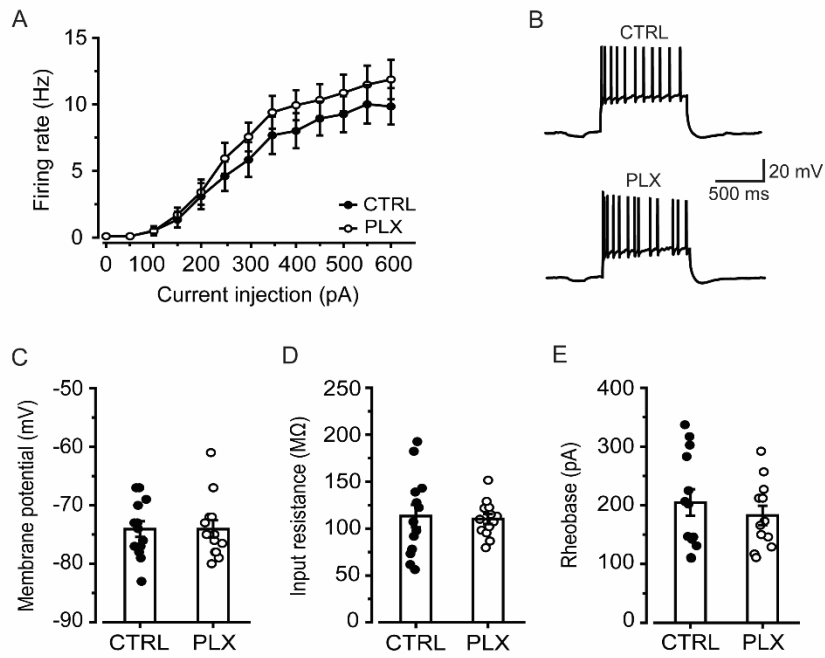 A
Firing rate (Hz)
15
10
5
0
0 100 200 300 400 500 600
Current injection (pA)
CTRL
PLX
B
CTRL
PLX
20 mV
500 ms
C
Membrane potential (mV)
-50
-60
-70
-80
-90
CTRL PLX
D
Input resistance (MΩ)
250
200
150
100
50
0
CTRL PLX
E
Rheobase (pA)
400
300
200
100
0
CTRL PLX